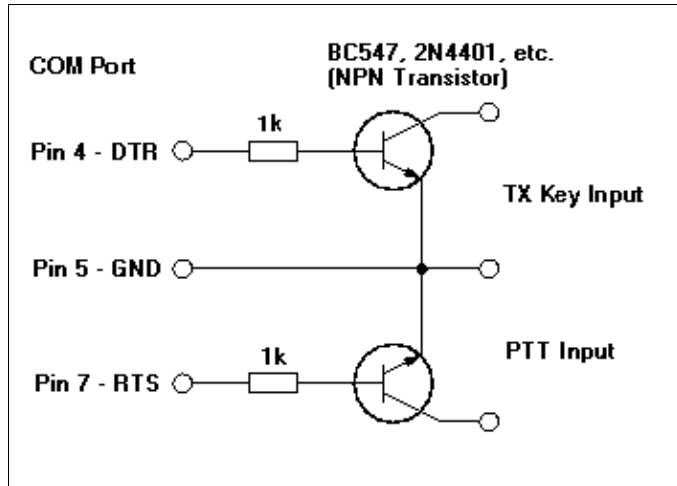 COM Port
BC547, 2N4401, etc.
(NPN Transistor)
1k
Pin 4 - DTR
TX Key Input
Pin 5 - GND
PTT Input
1k
Pin 7 - RTS